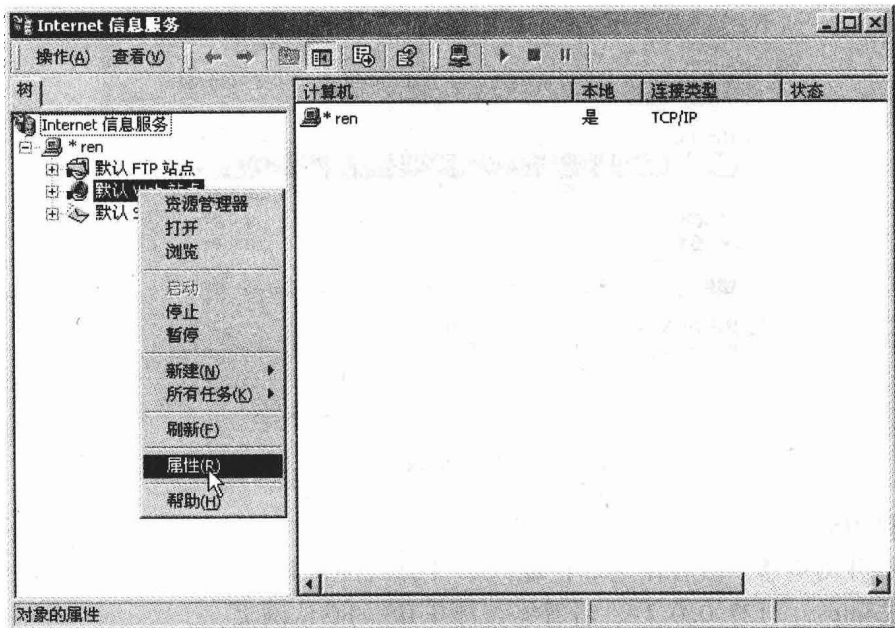 Internet 信息服务
操作(A) 查看(V)
树
计算机 本地 连接类型 状态
Internet 信息服务
* ren 是 TCP/IP
* ren
默认 FTP 站点
默认 Web 站点
默认 S
资源管理器
打开
浏览
启动
停止
暂停
新建(N)
所有任务(K)
刷新(F)
属性(R)
帮助(H)
对象的属性